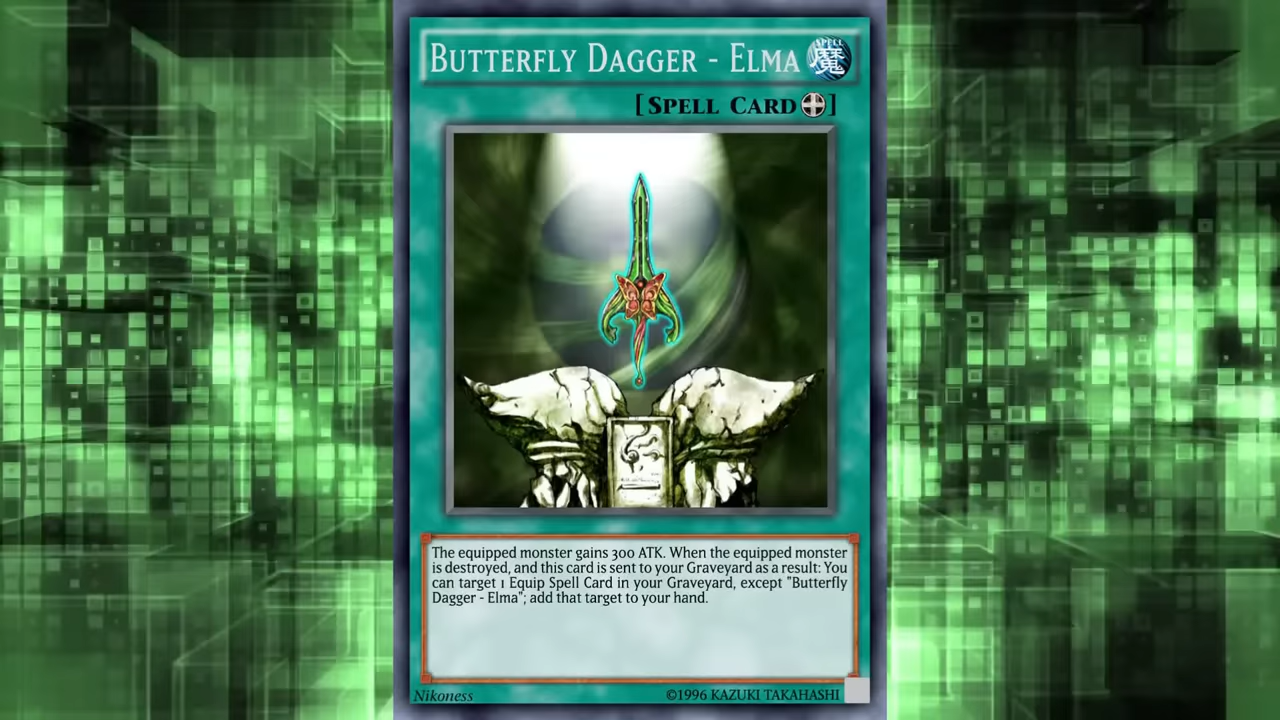 BUTTERFLY DAGGER - ELMA
SPELL
魔
[SPELL CARD]
The equipped monster gains 300 ATK. When the equipped monster
is destroyed, and this card is sent to your Graveyard as a result: You
can target 1 Equip Spell Card in your Graveyard, except "Butterfly
Dagger - Elma"; add that target to your hand.
Nikoness
©1996 KAZUKI TAKAHASHI